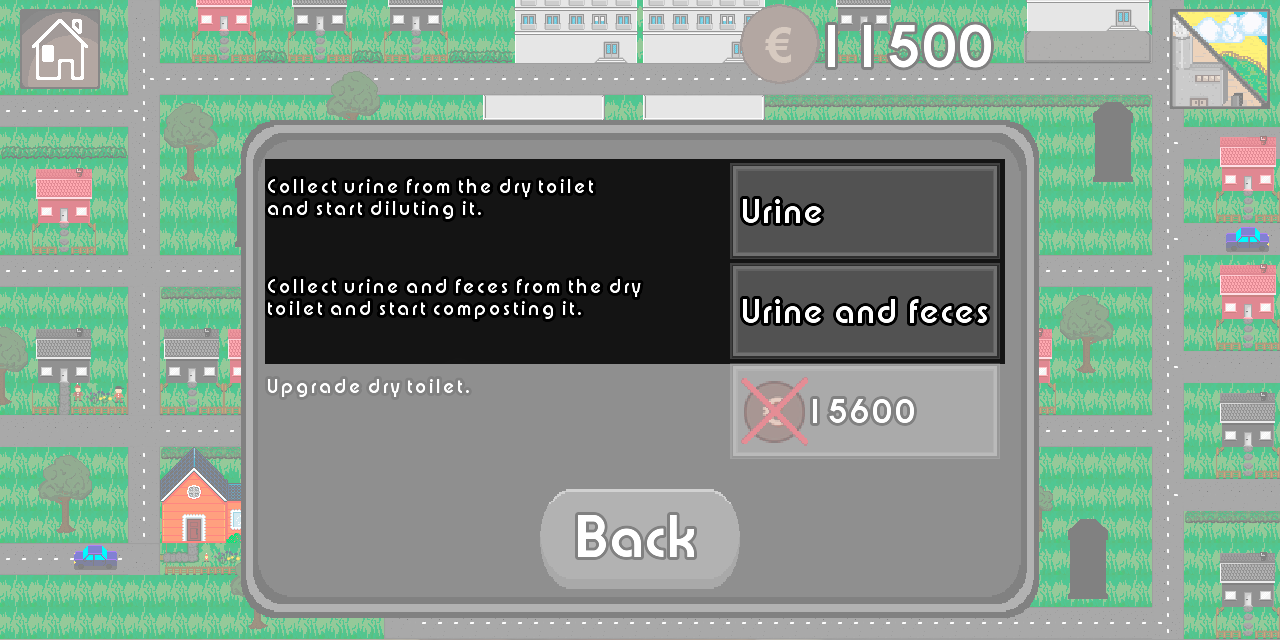 € 11500
Collect urine from the dry toilet
and start diluting it.
Urine
Collect urine and feces from the dry
toilet and start composting it.
Urine and feces
Upgrade dry toilet.
€ 15600
Back